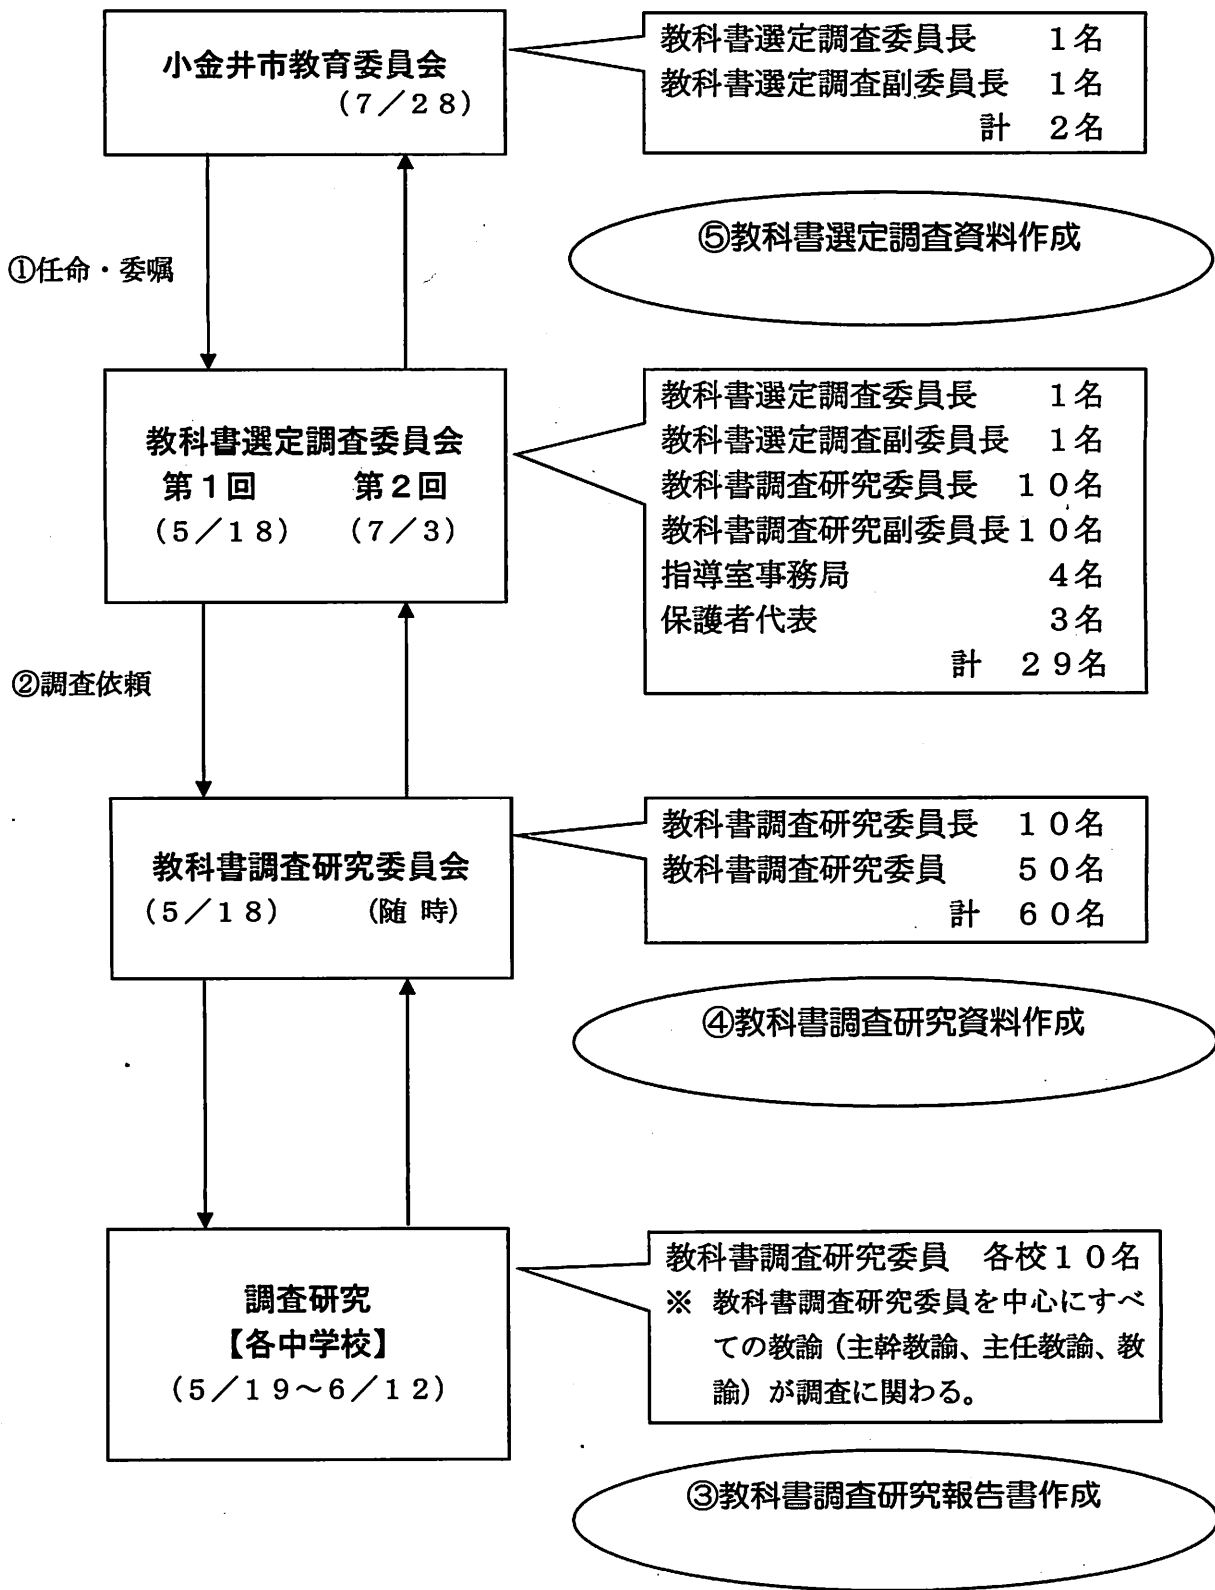 小金井市教育委員会
(7/28)
教科書選定調査委員長 1名
教科書選定調査副委員長 1名
計 2名
⑤教科書選定調査資料作成
①任命・委嘱
教科書選定調査委員会
第1回 第2回
(5/18) (7/3)
教科書選定調査委員長 1名
教科書選定調査副委員長 1名
教科書調査研究委員長 10名
教科書調査研究副委員長10名
指導室事務局 4名
保護者代表 3名
計 29名
②調査依頼
教科書調査研究委員会
(5/18) (随 時)
教科書調査研究委員長 10名
教科書調査研究委員 50名
計 60名
④教科書調査研究資料作成
調査研究
【各中学校】
(5/19~6/12)
教科書調査研究委員 各校10名
※ 教科書調査研究委員を中心にすべ
ての教諭(主幹教諭、主任教諭、教
諭)が調査に関わる。
③教科書調査研究報告書作成